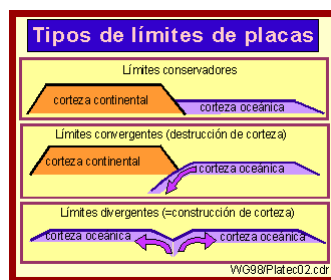 Tipos de límites de placas
Límites conservadores
corteza continental
corteza oceánica
Límites convergentes (destrucción de corteza)
corteza continental
corteza oceánica
Límites divergentes (=construcción de corteza)
corteza oceánica
corteza oceánica
WG98/Platec02.cdr